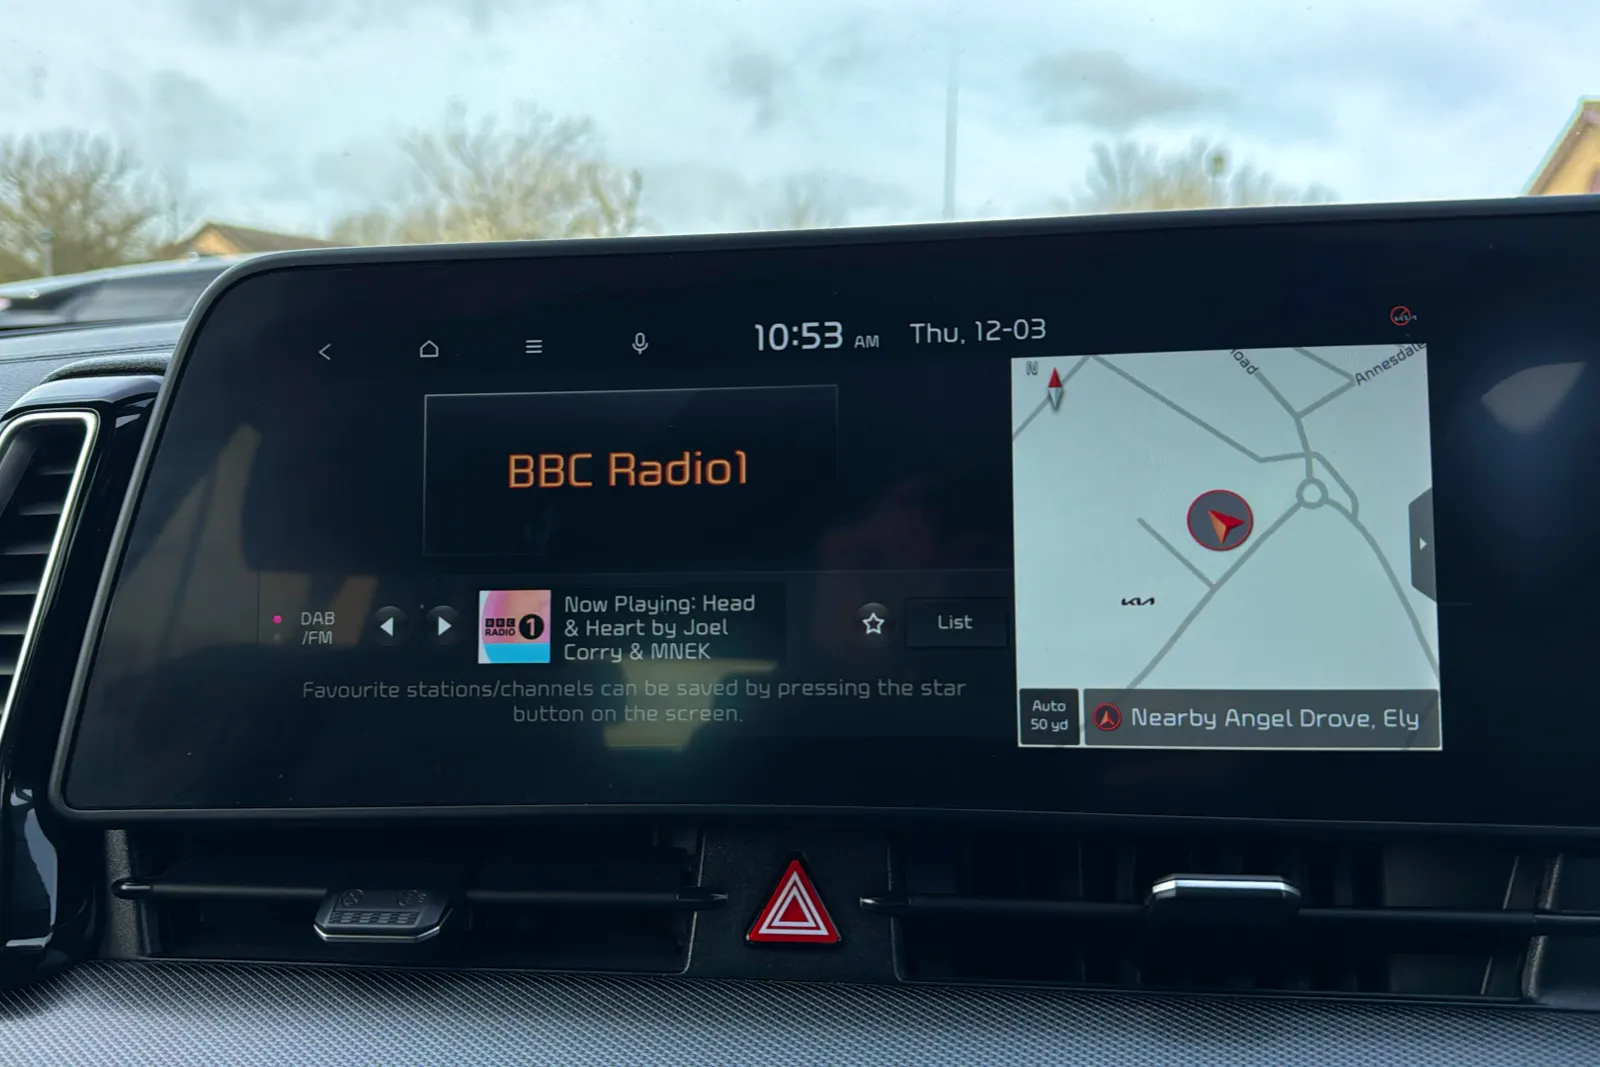 10:53 AM Thu, 12-03
BBC Radio1
DAB
/FM
BBC
RADIO 1
Now Playing: Head
& Heart by Joel
Corry & MNEK
List
Favourite stations/channels can be saved by pressing the star
button on the screen.
N
Annesdale
KIA
Auto
50 yd
Nearby Angel Drove, Ely